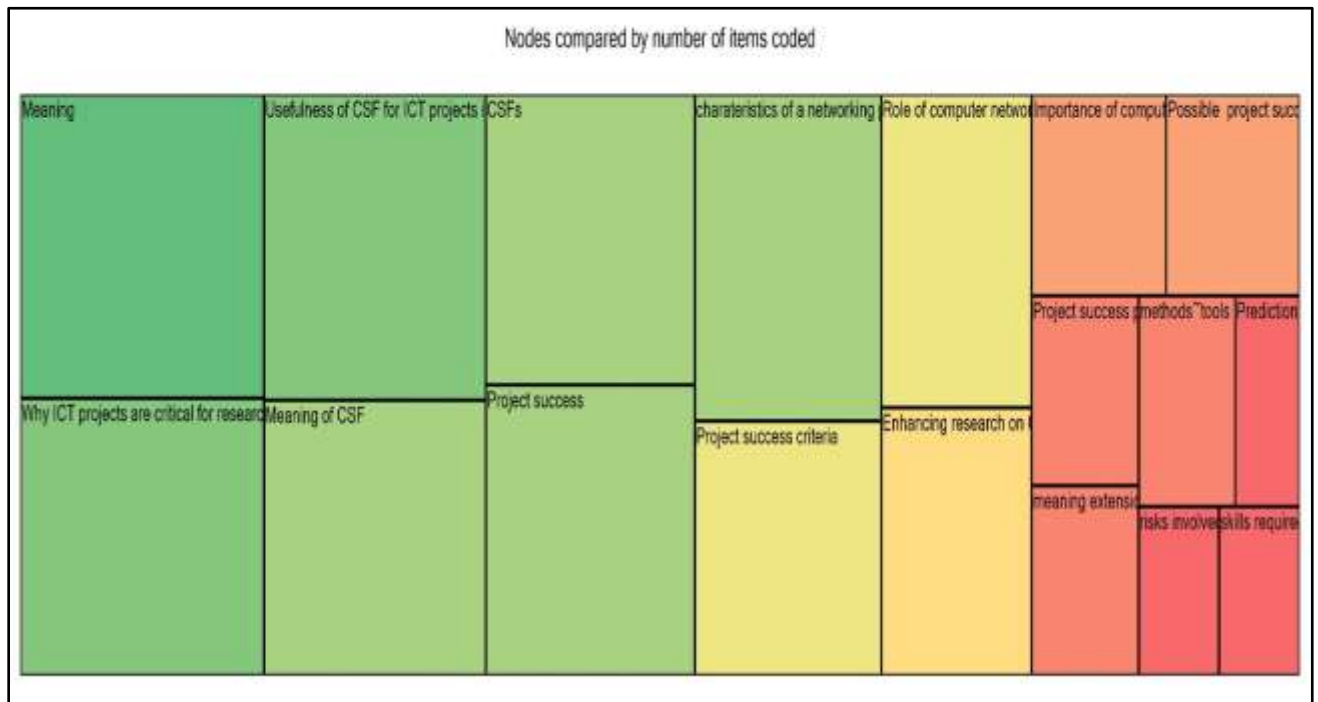 Nodes compared by number of items coded
Meaning
Usefulness of CSF for ICT projects
CSFs
charateristics of a networking
Role of computer networ
Importance of comput
Possible project succ
Project success p
methods~tools
Prediction
Why ICT projects are critical for researc
Meaning of CSF
Project success
Project success criteria
Enhancing research on
meaning extensio
risks involve
skills require